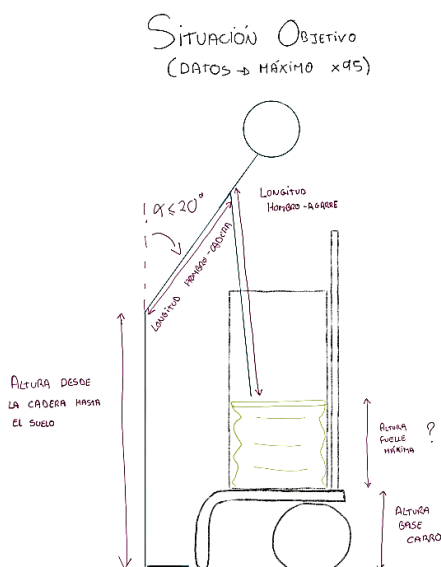 SITUACIÓN OBJETIVO
(DATOS → MÁXIMO x95)
α ≤ 20°
LONGITUD
HOMBRO-AGARRE
LONGITUD HOMBRO-CADERA
ALTURA DESDE
LA CADERA HASTA
EL SUELO
ALTURA
FUELLE
MÁXIMA
?
ALTURA
BASE
CARRO